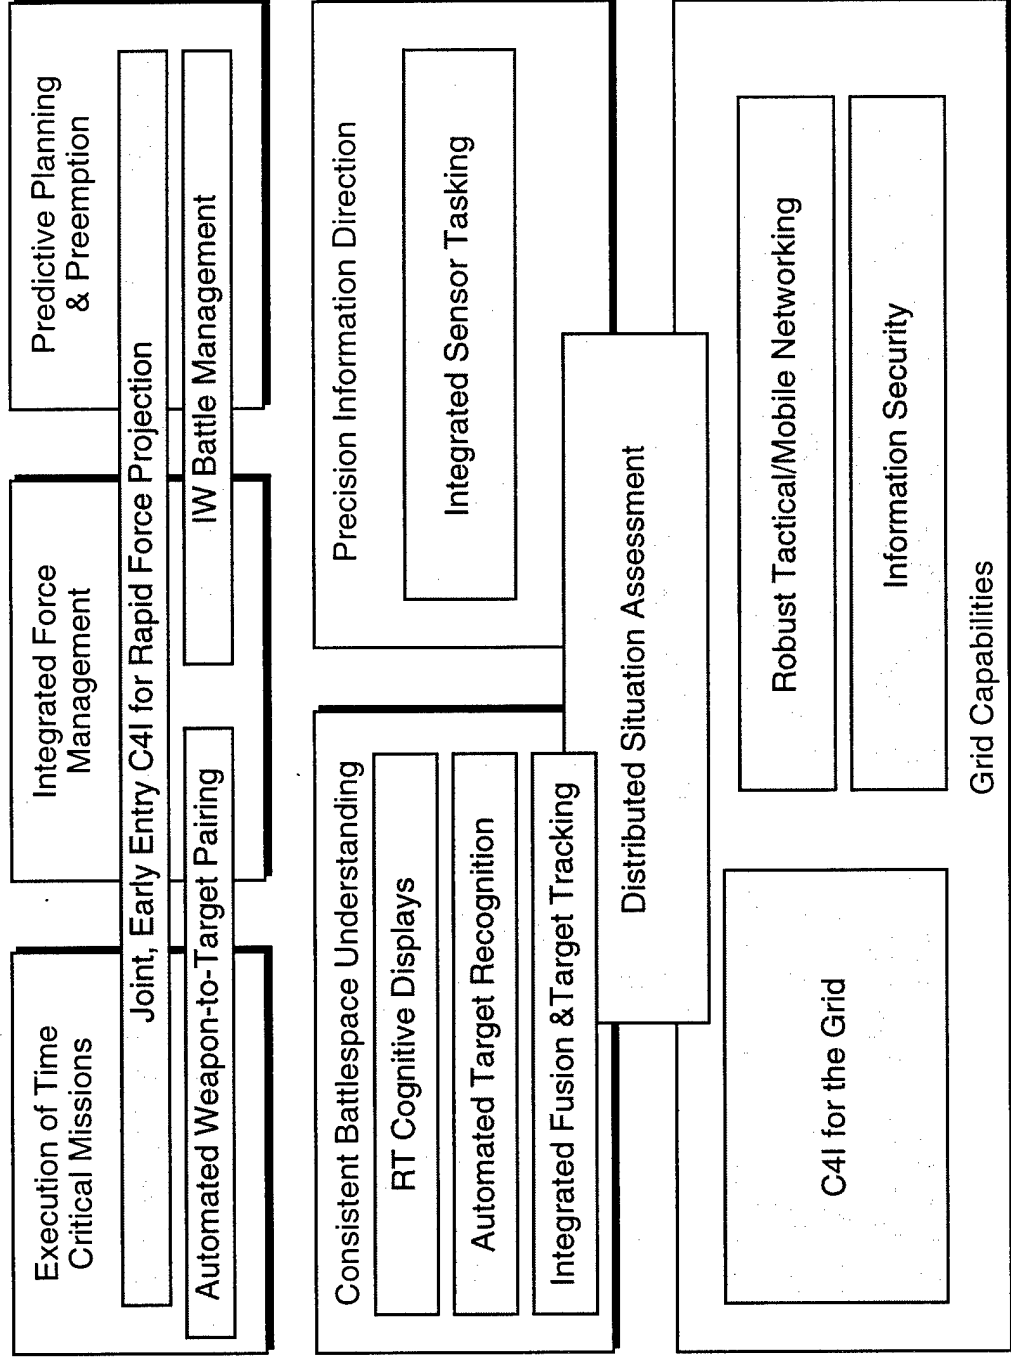 Execution of Time
Critical Missions
Integrated Force
Management
Predictive Planning
& Preemption
Joint, Early Entry C4I for Rapid Force Projection
Automated Weapon-to-Target Pairing
IW Battle Management
Consistent Battlespace Understanding
RT Cognitive Displays
Automated Target Recognition
Integrated Fusion &Target Tracking
Precision Information Direction
Integrated Sensor Tasking
Distributed Situation Assessment
C4I for the Grid
Robust Tactical/Mobile Networking
Information Security
Grid Capabilities